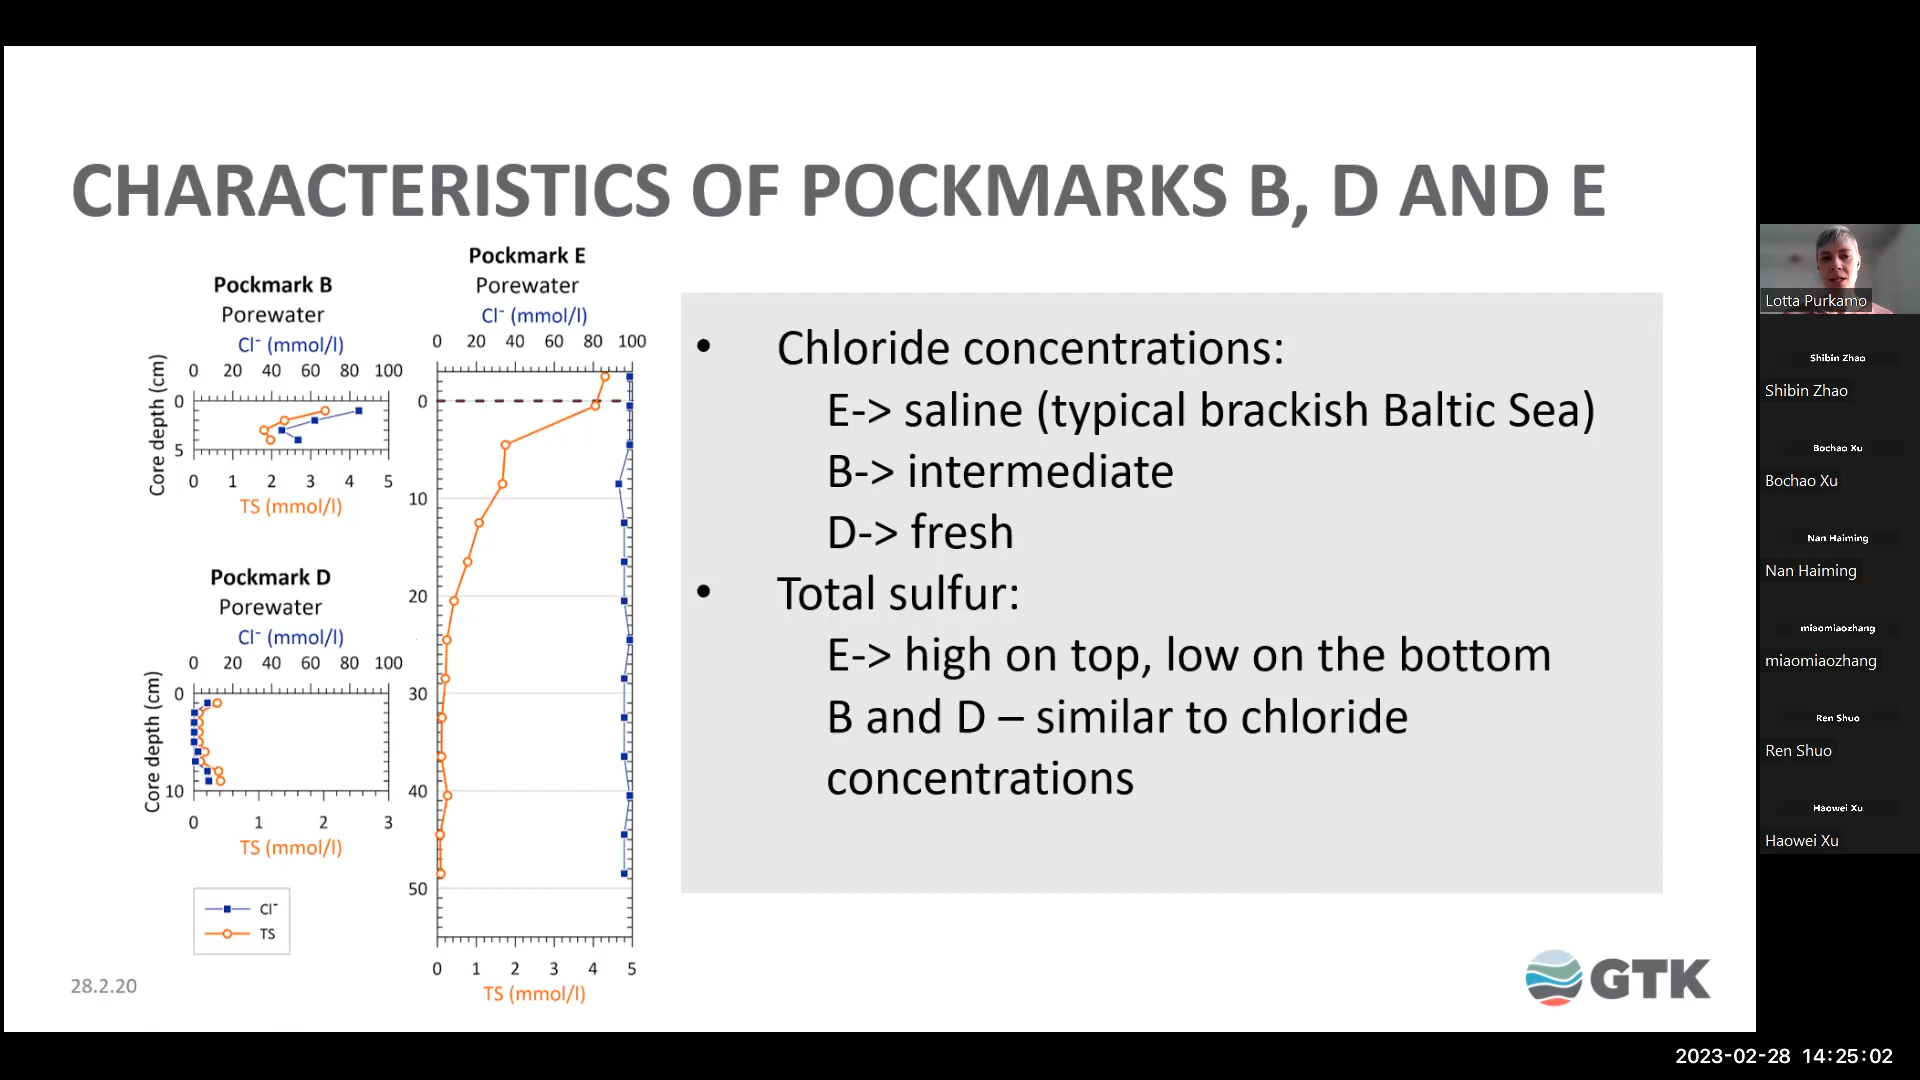 CHARACTERISTICS OF POCKMARKS B, D AND E
Pockmark B
Porewater
Cl⁻ (mmol/l)
0 20 40 60 80 100
Core depth (cm)
0
5
0 1 2 3 4 5
TS (mmol/l)
Pockmark D
Porewater
Cl⁻ (mmol/l)
0 20 40 60 80 100
Core depth (cm)
0
10
0 1 2 3
TS (mmol/l)
Cl⁻
TS
Pockmark E
Porewater
Cl⁻ (mmol/l)
0 20 40 60 80 100
0
10
20
30
40
50
0 1 2 3 4 5
TS (mmol/l)
• Chloride concentrations:
E-> saline (typical brackish Baltic Sea)
B-> intermediate
D-> fresh
• Total sulfur:
E-> high on top, low on the bottom
B and D – similar to chloride
concentrations
28.2.20
GTK
Lotta Purkamo
Shibin Zhao
Shibin Zhao
Bochao Xu
Bochao Xu
Nan Haiming
Nan Haiming
miaomiaozhang
miaomiaozhang
Ren Shuo
Ren Shuo
Haowei Xu
Haowei Xu
2023-02-28 14:25:02